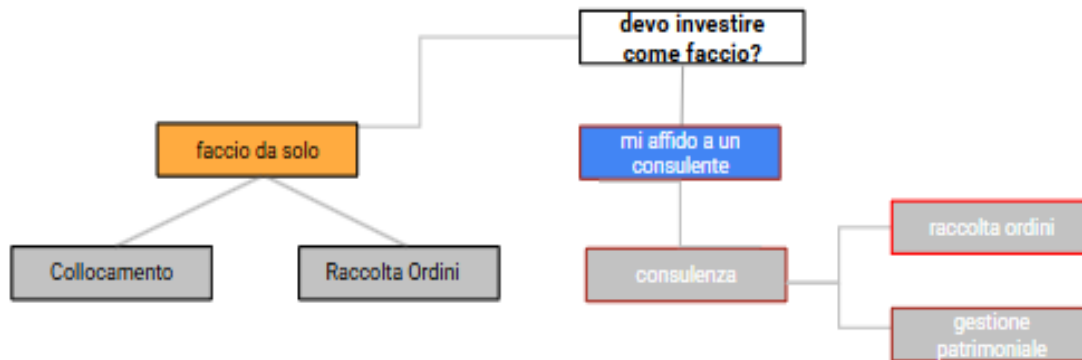 devo investire
come faccio?
faccio da solo
mi affido a un
consulente
Collocamento
Raccolta Ordini
consulenza
raccolta ordini
gestione
patrimoniale